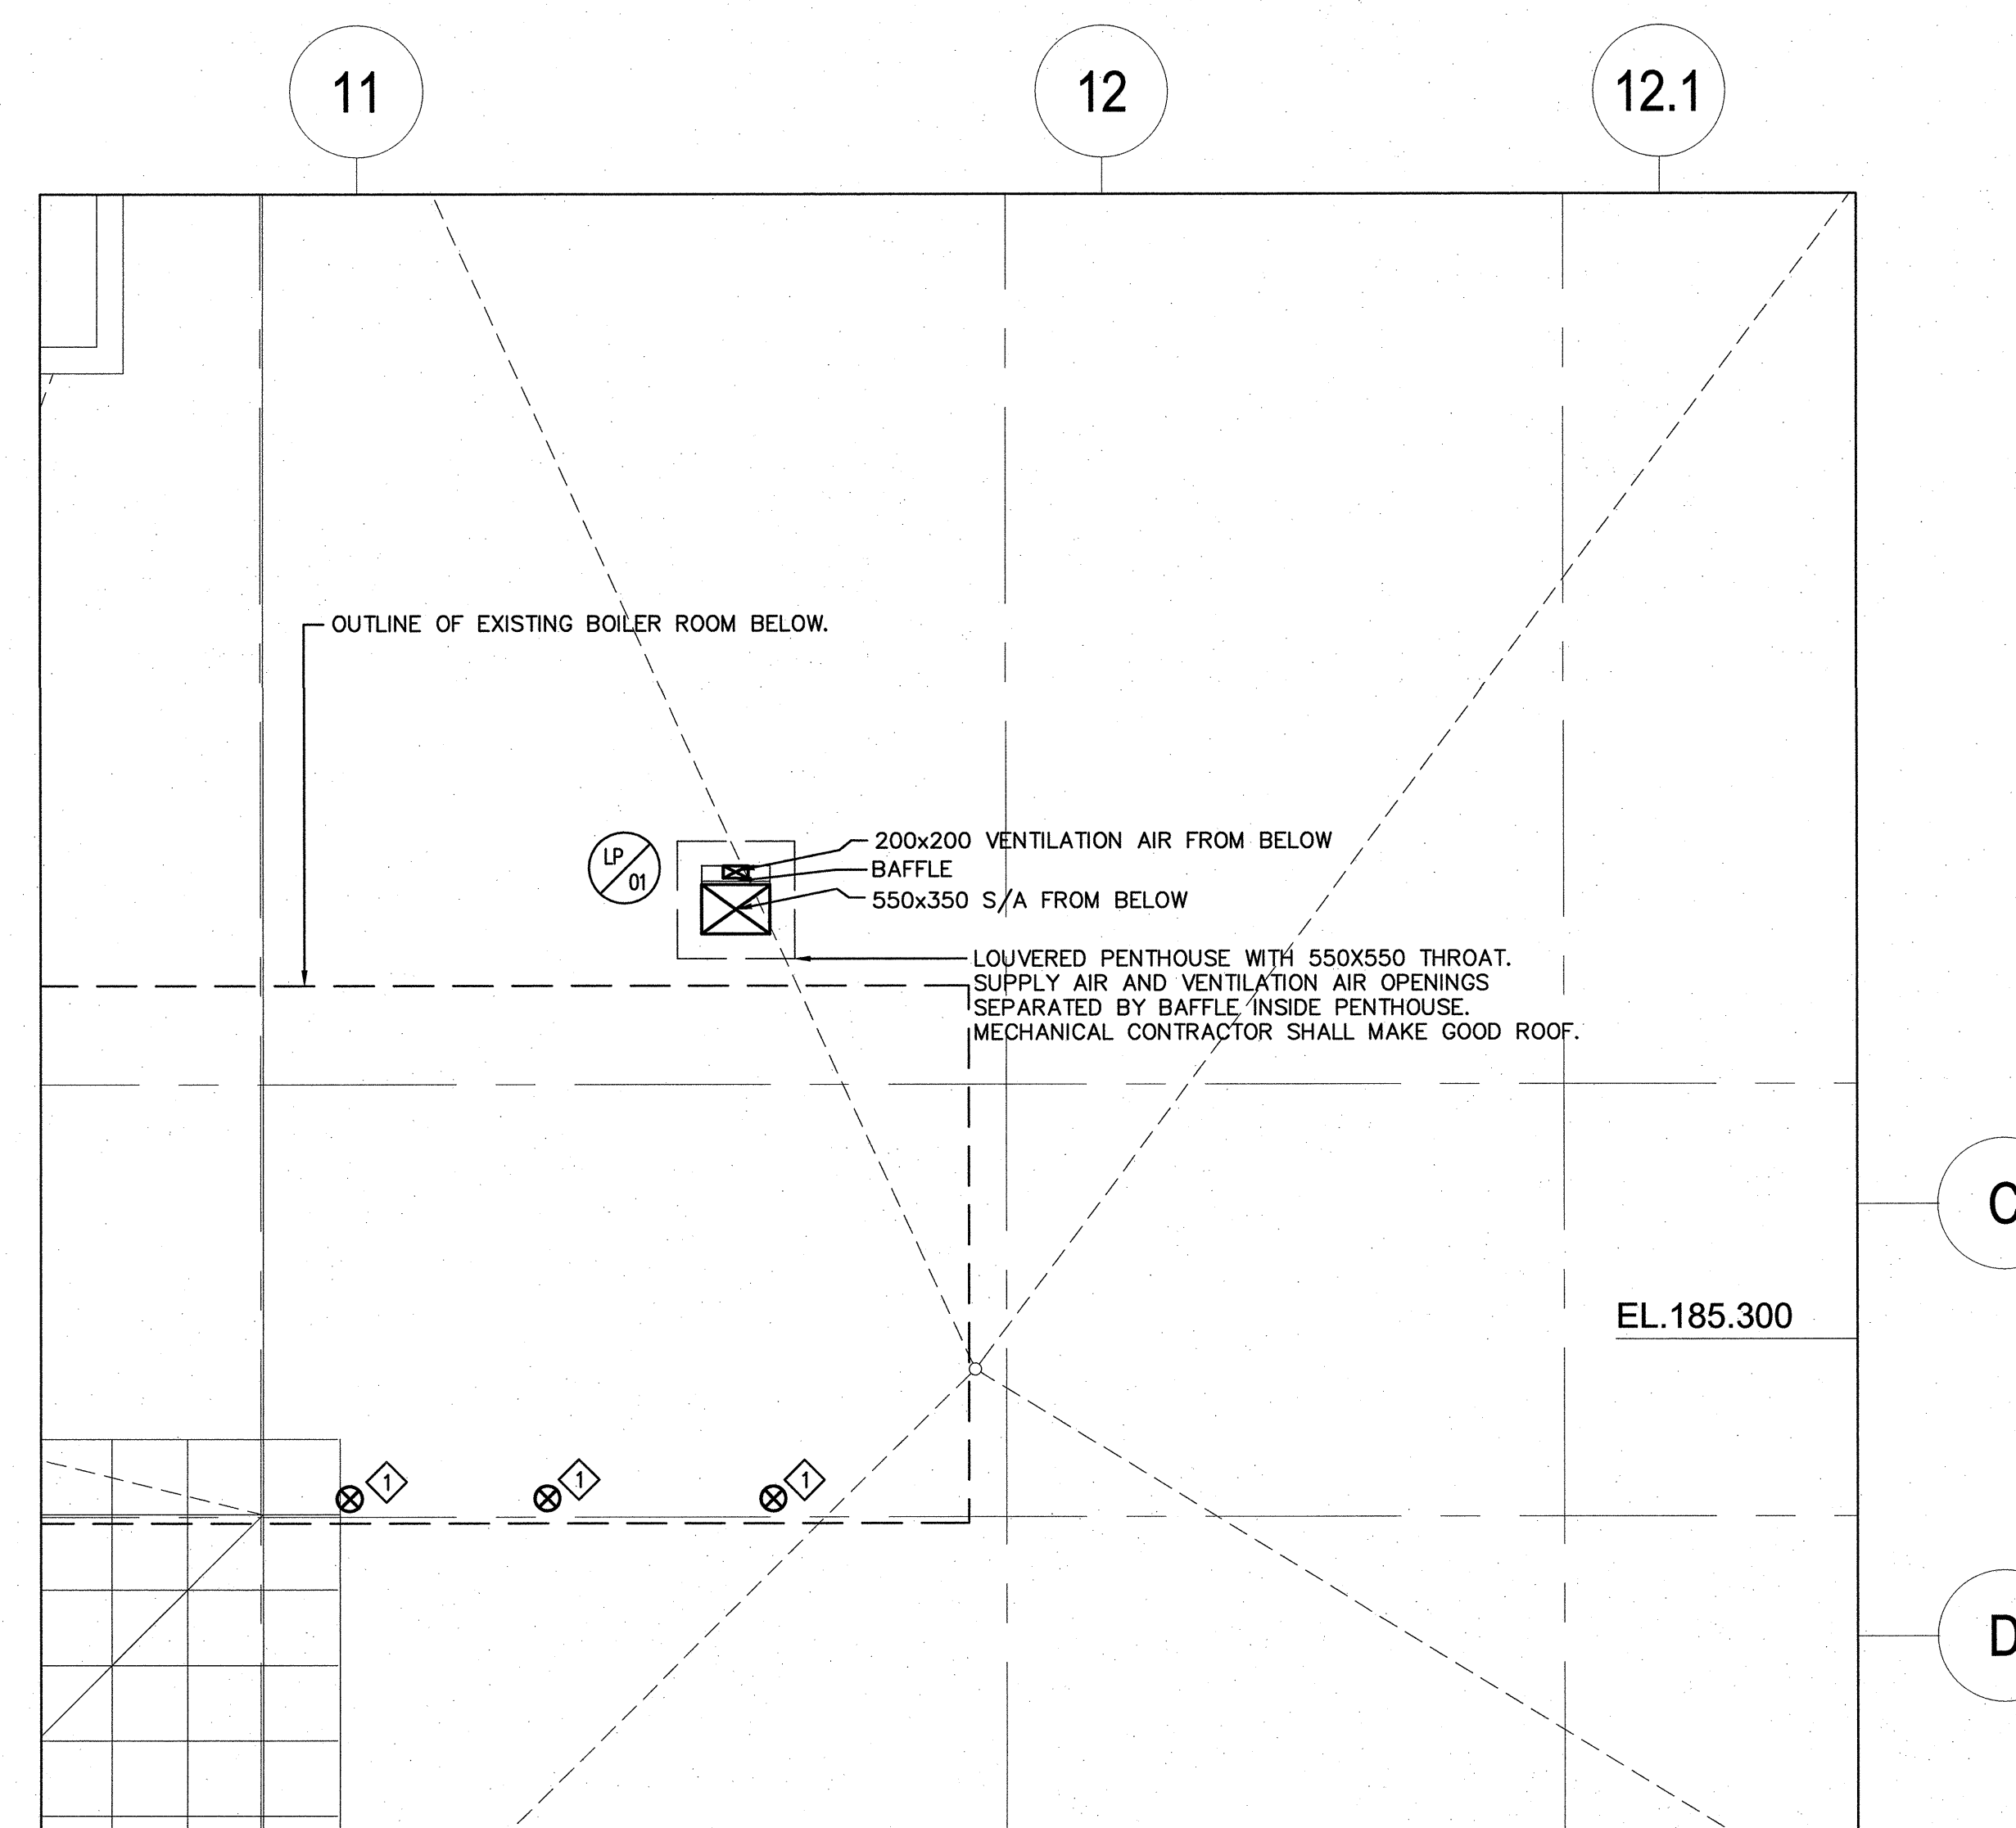 11
12
12.1
OUTLINE OF EXISTING BOILER ROOM BELOW.
LP
01
200x200 VENTILATION AIR FROM BELOW
BAFFLE
550x350 S/A FROM BELOW
LOUVERED PENTHOUSE WITH 550X550 THROAT.
SUPPLY AIR AND VENTILATION AIR OPENINGS
SEPARATED BY BAFFLE INSIDE PENTHOUSE.
MECHANICAL CONTRACTOR SHALL MAKE GOOD ROOF.
C
EL.185.300
1
1
1
D